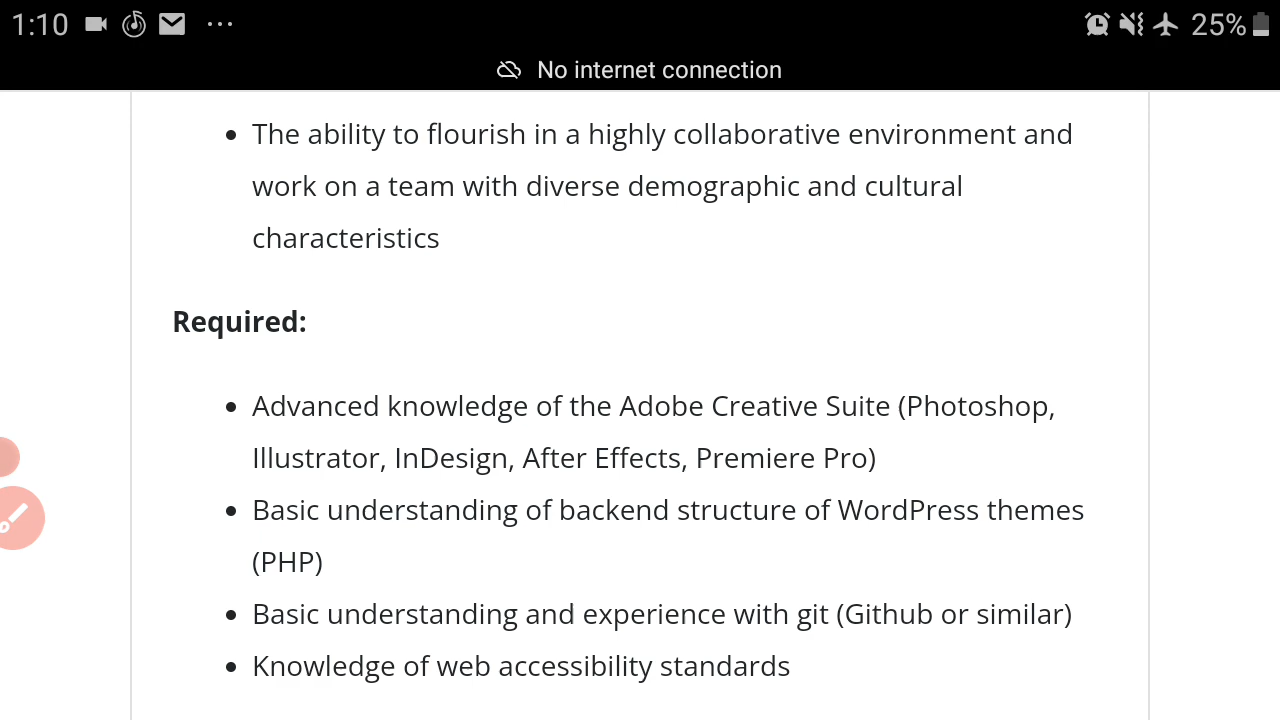 1:10 ... 25%
No internet connection
• The ability to flourish in a highly collaborative environment and
work on a team with diverse demographic and cultural
characteristics
Required:
• Advanced knowledge of the Adobe Creative Suite (Photoshop,
Illustrator, InDesign, After Effects, Premiere Pro)
• Basic understanding of backend structure of WordPress themes
(PHP)
• Basic understanding and experience with git (Github or similar)
• Knowledge of web accessibility standards